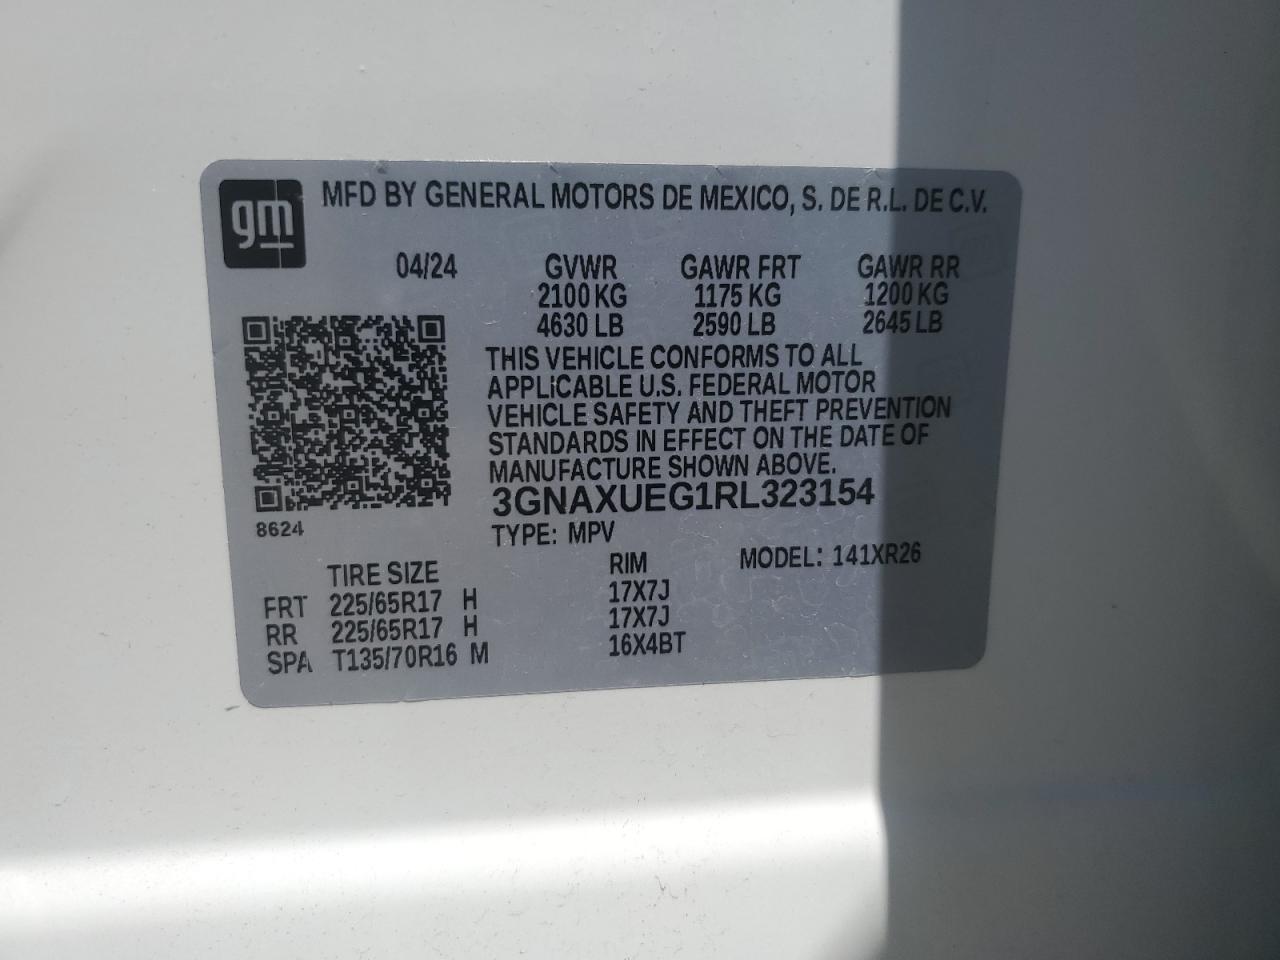 gm
MFD BY GENERAL MOTORS DE MEXICO, S. DE R.L. DE C.V.
04/24 GVWR GAWR FRT GAWR RR
2100 KG 1175 KG 1200 KG
4630 LB 2590 LB 2645 LB
THIS VEHICLE CONFORMS TO ALL
APPLICABLE U.S. FEDERAL MOTOR
VEHICLE SAFETY AND THEFT PREVENTION
STANDARDS IN EFFECT ON THE DATE OF
MANUFACTURE SHOWN ABOVE.
3GNAXUEG1RL323154
8624
TYPE: MPV
MODEL: 141XR26
TIRE SIZE RIM
FRT 225/65R17 H 17X7J
RR 225/65R17 H 17X7J
SPA T135/70R16 M 16X4BT